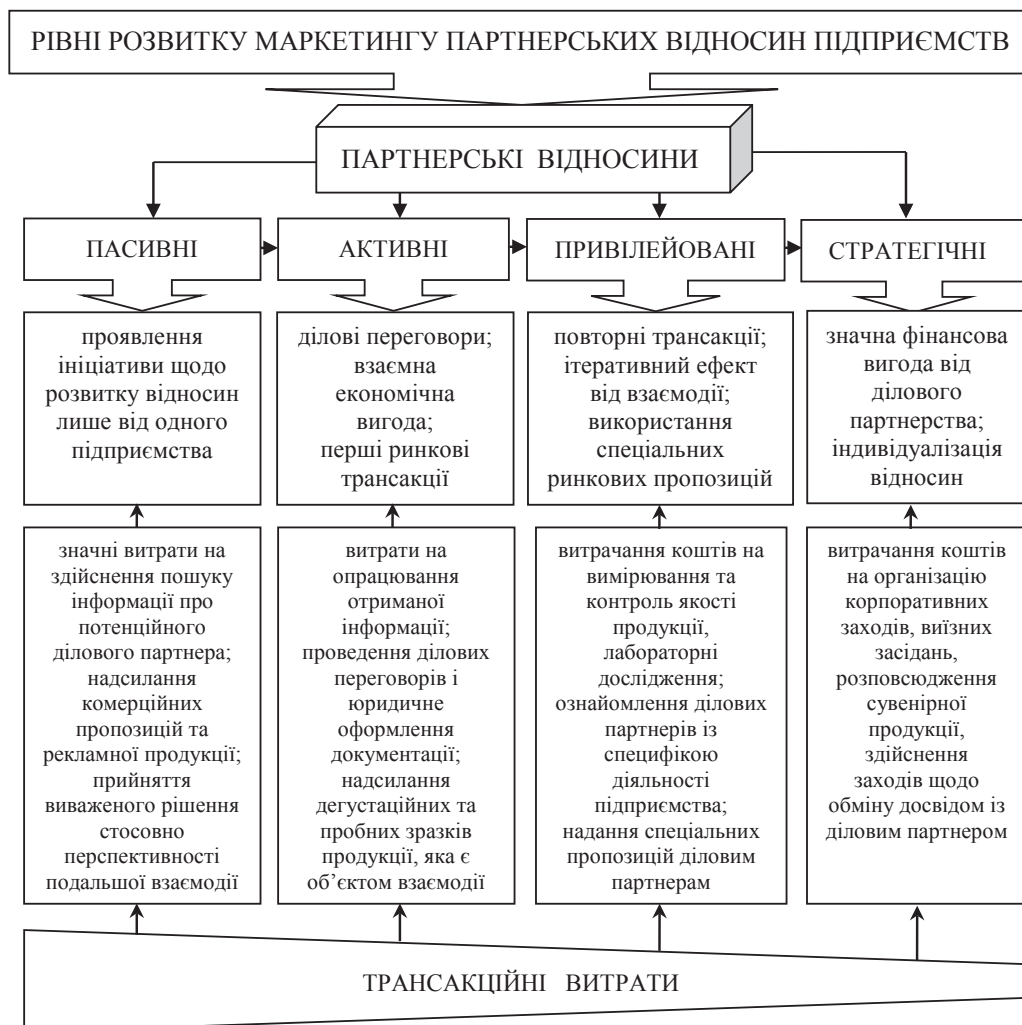 РІВНІ РОЗВИТКУ МАРКЕТИНГУ ПАРТНЕРСЬКИХ ВІДНОСИН ПІДПРИЄМСТВ
ПАРТНЕРСЬКІ ВІДНОСИНИ
ПАСИВНІ
АКТИВНІ
ПРИВІЛЕЙОВАНІ
СТРАТЕГІЧНІ
проявлення
ініціативи щодо
розвитку відносин
лише від одного
підприємства
ділові переговори;
взаємна
економічна
вигода;
перші ринкові
трансакції
повторні трансакції;
ітеративний ефект
від взаємодії;
використання
спеціальних
ринкових пропозицій
значна фінансова
вигода від
ділового
партнерства;
індивідуалізація
відносин
значні витрати на
здійснення пошуку
інформації про
потенційного
ділового партнера;
надсилання
комерційних
пропозицій та
рекламної продукції;
прийняття
виваженого рішення
стосовно
перспективності
подальшої взаємодії
витрати на
опрацювання
отриманої
інформації;
проведення ділових
переговорів і
юридичне
оформлення
документації;
надсилання
дегустаційних та
пробних зразків
продукції, яка є
об’єктом взаємодії
витрачання коштів на
вимірювання та
контроль якості
продукції,
лабораторні
дослідження;
ознайомлення ділових
партнерів із
специфікою
діяльності
підприємства;
надання спеціальних
пропозицій діловим
партнерам
витрачання коштів
на організацію
корпоративних
заходів, виїзних
засідань,
розповсюдження
сувенірної
продукції,
здійснення
заходів щодо
обміну досвідом із
діловим партнером
ТРАНСАКЦІЙНІ ВИТРАТИ